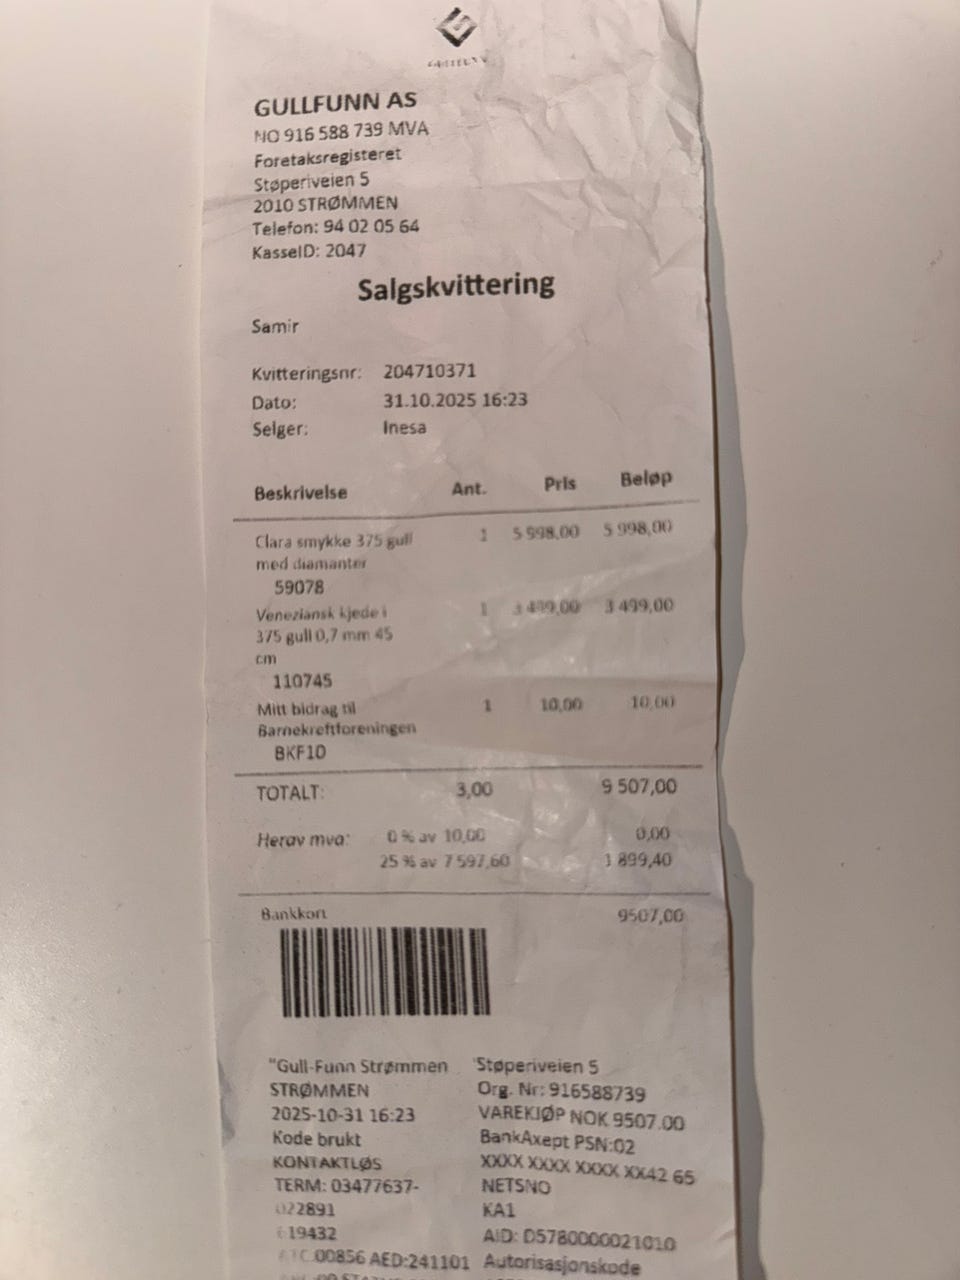 GULLFUNN
GULLFUNN AS
NO 916 588 739 MVA
Foretaksregisteret
Støperiveien 5
2010 STRØMMEN
Telefon: 94 02 05 64
KasseID: 2047
Salgskvittering
Samir
Kvitteringsnr: 204710371
Dato: 31.10.2025 16:23
Selger: Inesa
Beskrivelse Ant. Pris Beløp
Clara smykke 375 gull 1 5 998,00 5 998,00
med diamanter
59078
Veneziansk kjede i 1 3 499,00 3 499,00
375 gull 0,7 mm 45
cm
110745
Mitt bidrag til 1 10,00 10,00
Barnekreftforeningen
BKF10
TOTALT: 3,00 9 507,00
Herav mva: 0 % av 10,00 0,00
25 % av 7 597,60 1 899,40
Bankkort 9507,00
"Gull-Funn Strømmen Støperiveien 5
STRØMMEN Org. Nr: 916588739
2025-10-31 16:23 VAREKJØP NOK 9507.00
Kode brukt BankAxept PSN:02
KONTAKTLØS XXXX XXXX XXXX XX42 65
TERM: 03477637- NETSNO
022891 KA1
619432 AID: D5780000021010
ATC:00856 AED:241101 Autorisasjonskode